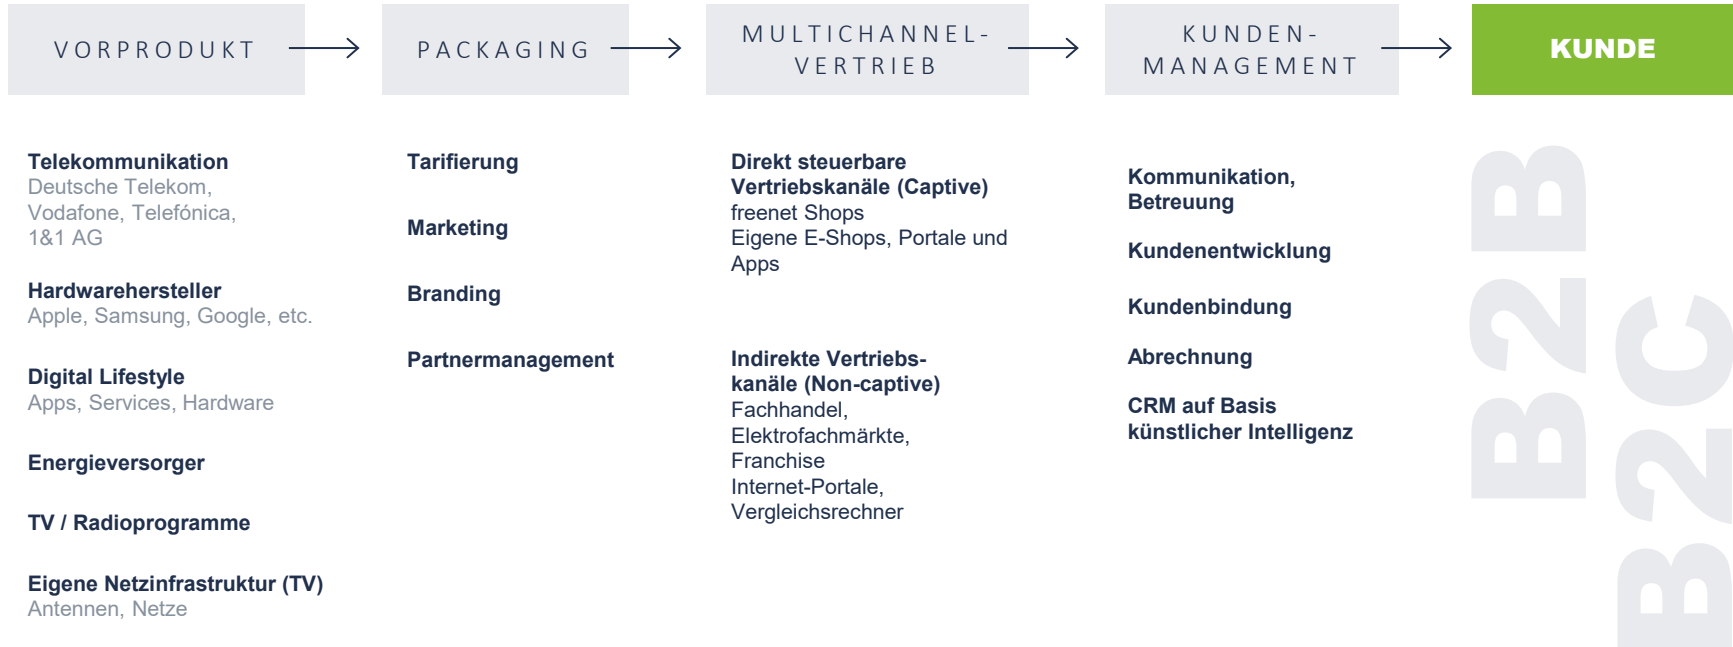 VORPRODUKT
PACKAGING
MULTICHANNEL-
VERTRIEB
KUNDEN-
MANAGEMENT
KUNDE
Telekommunikation
Deutsche Telekom,
Vodafone, Telefónica,
1&1 AG
Hardwarehersteller
Apple, Samsung, Google, etc.
Digital Lifestyle
Apps, Services, Hardware
Energieversorger
TV / Radioprogramme
Eigene Netzinfrastruktur (TV)
Antennen, Netze
Tarifierung
Marketing
Branding
Partnermanagement
Direkt steuerbare
Vertriebskanäle (Captive)
freenet Shops
Eigene E-Shops, Portale und
Apps
Indirekte Vertriebs-
kanäle (Non-captive)
Fachhandel,
Elektrofachmärkte,
Franchise
Internet-Portale,
Vergleichsrechner
Kommunikation,
Betreuung
Kundenentwicklung
Kundenbindung
Abrechnung
CRM auf Basis
künstlicher Intelligenz
B2B
B2C